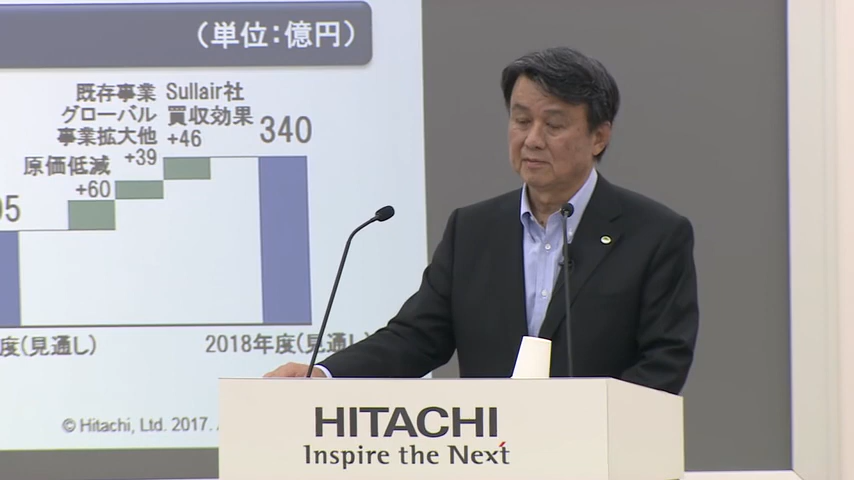 (単位:億円)
既存事業 Sullair社
グローバル 買収効果
事業拡大他 +46
340
原価低減 +39
+60
5
度(見通し)
2018年度(見通し)
© Hitachi, Ltd. 2017.
HITACHI
Inspire the Next